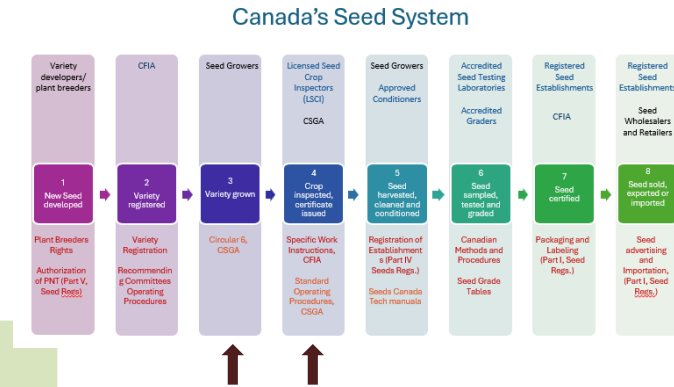 Canada's Seed System
Variety
developers/
plant breeders
CFIA
Seed Growers
Licensed Seed
Crop
Inspectors
(LSCI)
CSGA
Seed Growers
Approved
Conditioners
Accredited
Seed Testing
Laboratories
Accredited
Graders
Registered
Seed
Establishments
CFIA
Registered
Seed
Establishments
Seed
Wholesalers
and Retailers
1
New Seed
developed
2
Variety
registered
3
Variety grown
4
Crop
inspected,
certificate
issued
5
Seed
harvested,
cleaned and
conditioned
6
Seed
sampled,
tested and
graded
7
Seed
certified
8
Seed sold,
exported or
imported
Plant Breeders
Rights
Authorization
of PNT (Part V,
Seed Regs)
Variety
Registration
Recommendin
g Committees
Operating
Procedures
Circular 6,
CSGA
Specific Work
Instructions,
CFIA
Standard
Operating
Procedures,
CSGA
Registration of
Establishment
s (Part IV
Seeds Regs.)
Seeds Canada
Tech manuals
Canadian
Methods and
Procedures
Seed Grade
Tables
Packaging and
Labeling
(Part I, Seed
Regs.)
Seed
advertising
and
Importation,
(Part I, Seed
Regs.)